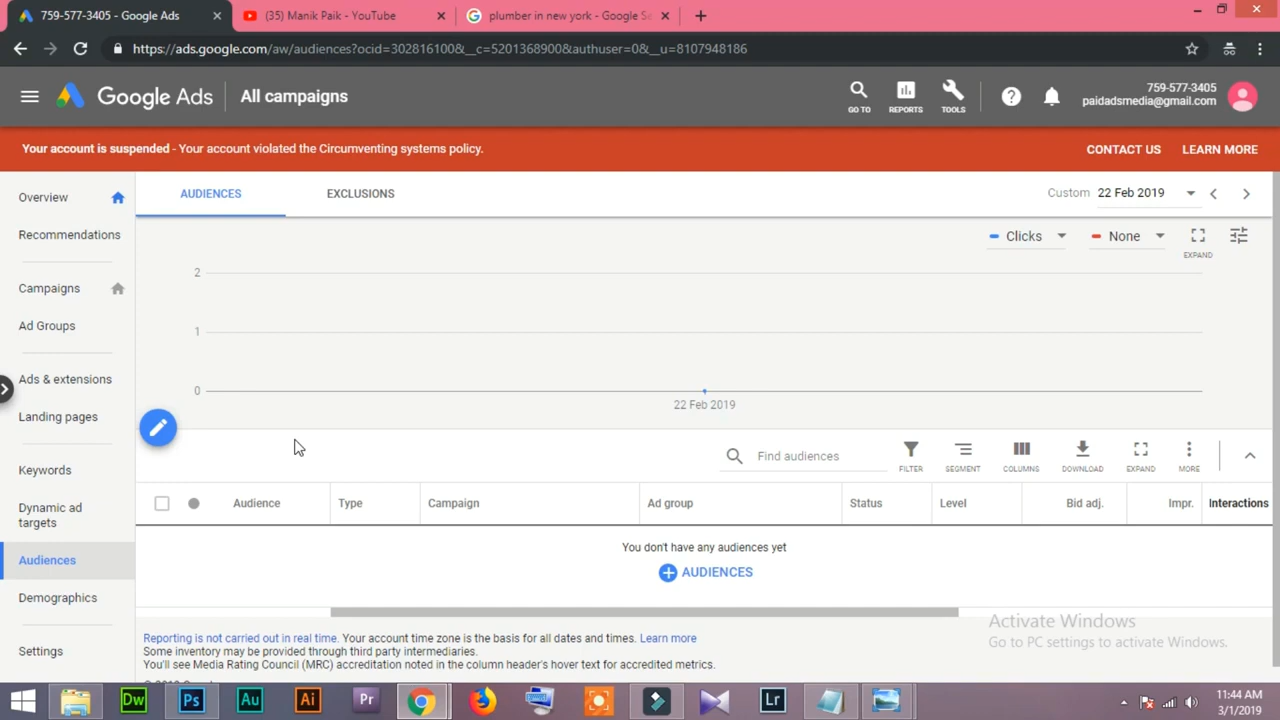 759-577-3405 - Google Ads
(35) Manik Paik - YouTube
plumber in new york - Google Se
https://ads.google.com/aw/audiences?ocid=302816100&__c=5201368900&authuser=0&__u=8107948186
Google Ads
All campaigns
GO TO
REPORTS
TOOLS
759-577-3405
paidadsmedia@gmail.com
Your account is suspended - Your account violated the Circumventing systems policy.
CONTACT US
LEARN MORE
Overview
Recommendations
Campaigns
Ad Groups
Ads & extensions
Landing pages
Keywords
Dynamic ad
targets
Audiences
Demographics
Settings
AUDIENCES
EXCLUSIONS
Custom 22 Feb 2019
Clicks
None
EXPAND
2
1
0
22 Feb 2019
Find audiences
FILTER
SEGMENT
COLUMNS
DOWNLOAD
EXPAND
MORE
Audience
Type
Campaign
Ad group
Status
Level
Bid adj.
Impr.
Interactions
You don't have any audiences yet
AUDIENCES
Reporting is not carried out in real time. Your account time zone is the basis for all dates and times. Learn more
Some inventory may be provided through third party intermediaries.
You'll see Media Rating Council (MRC) accreditation noted in the column header's hover text for accredited metrics.
Activate Windows
Go to PC settings to activate Windows.
Dw
Ps
Au
Ai
Pr
Lr
11:44 AM
3/1/2019